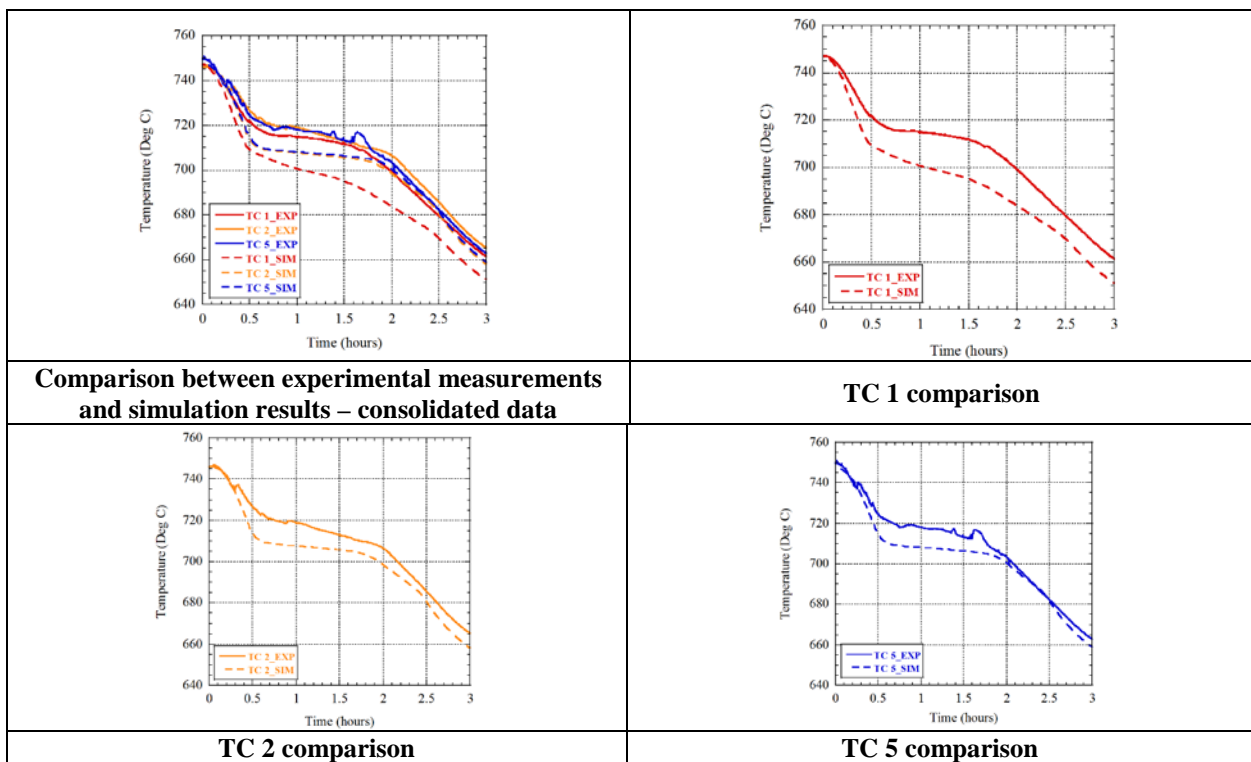 760
740
720
700
680
660
640
Temperature (Deg C)
TC 1_EXP
TC 2_EXP
TC 5_EXP
TC 1_SIM
TC 2_SIM
TC 5_SIM
0 0.5 1 1.5 2 2.5 3
Time (hours)
760
740
720
700
680
660
640
Temperature (Deg C)
TC 1_EXP
TC 1_SIM
0 0.5 1 1.5 2 2.5 3
Time (hours)
Comparison between experimental measurements
and simulation results – consolidated data
TC 1 comparison
760
740
720
700
680
660
640
Temperature (Deg C)
TC 2_EXP
TC 2_SIM
0 0.5 1 1.5 2 2.5 3
Time (hours)
760
740
720
700
680
660
640
Temperature (Deg C)
TC 5_EXP
TC 5_SIM
0 0.5 1 1.5 2 2.5 3
Time (hours)
TC 2 comparison
TC 5 comparison